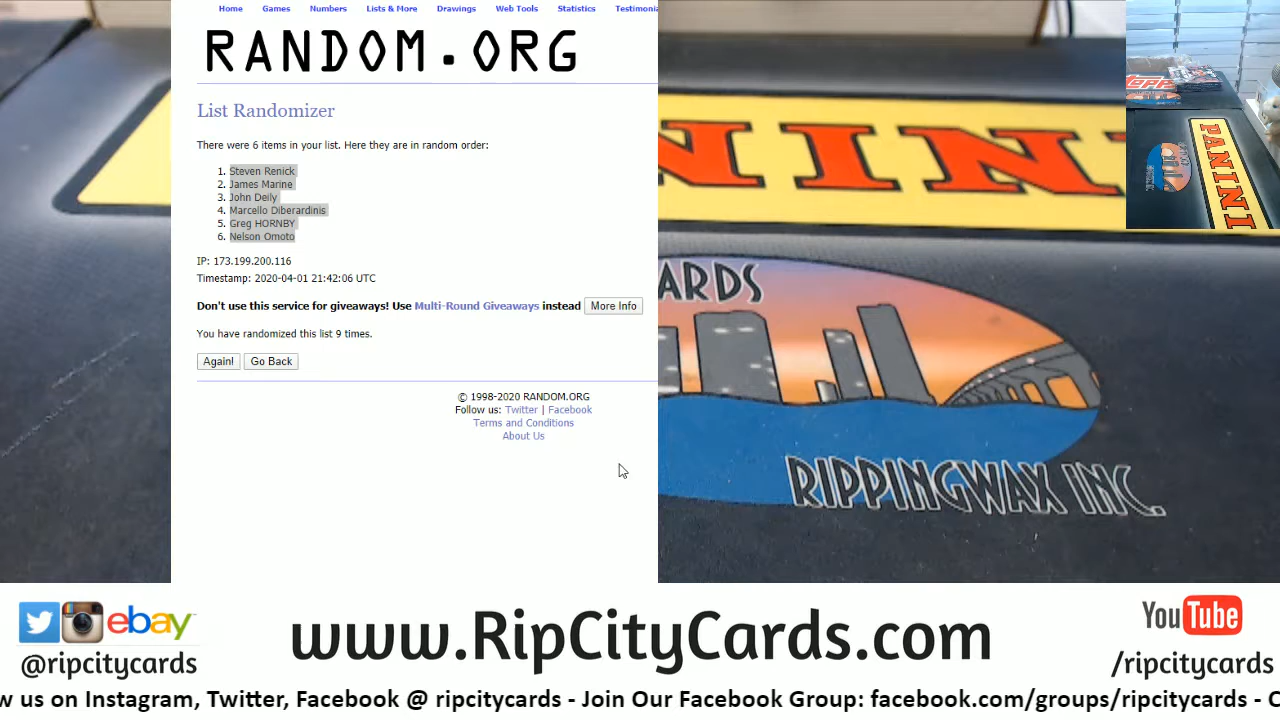 Home Games Numbers Lists & More Drawings Web Tools Statistics
RANDOM.ORG
List Randomizer
There were 6 items in your list. Here they are in random order:
1. Steven Renick
2. James Marine
3. John Deily
4. Marcello Diberardinis
5. Greg HORNBY
6. Nelson Omoto
IP: 173.199.200.116
Timestamp: 2020-04-01 21:42:06 UTC
Don't use this service for giveaways! Use Multi-Round Giveaways instead More Info
You have randomized this list 9 times.
Again! Go Back
© 1998-2020 RANDOM.ORG
Follow us: Twitter | Facebook
Terms and Conditions
About Us
NINI
ARDS
RIPPINGWAX INC.
topps
PANINI
ebay
@ripcitycards
www.RipCityCards.com
YouTube
/ripcitycards
w us on Instagram, Twitter, Facebook @ ripcitycards - Join Our Facebook Group: facebook.com/groups/ripcitycards -